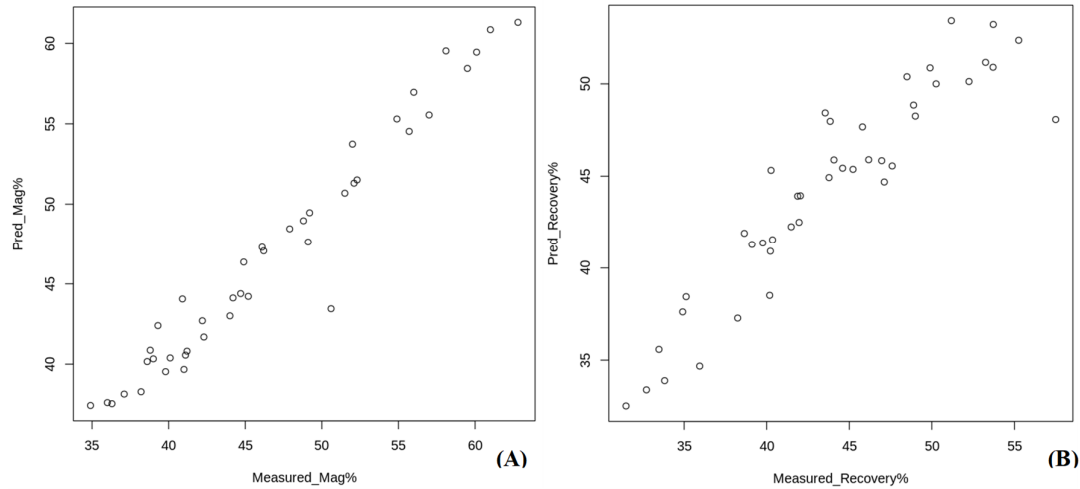 60
55
50
45
40
Pred_Mag%
35 40 45 50 55 60
Measured_Mag%
(A)
50
45
40
35
Pred_Recovery%
35 40 45 50 55
Measured_Recovery%
(B)